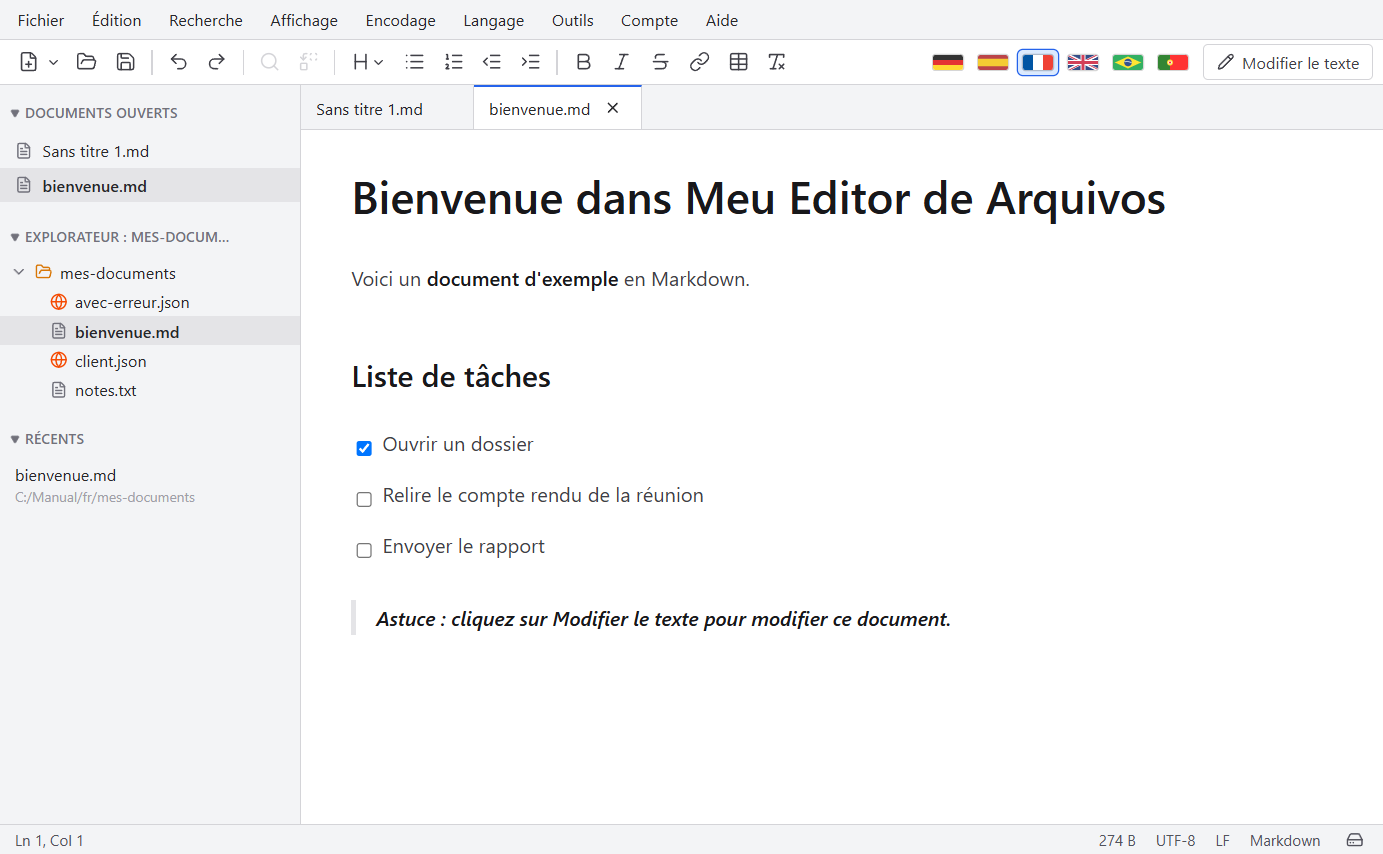 Fichier Édition Recherche Affichage Encodage Langage Outils Compte Aide
Modifier le texte
DOCUMENTS OUVERTS
Sans titre 1.md
bienvenue.md
EXPLORATEUR : MES-DOCUM...
mes-documents
avec-erreur.json
bienvenue.md
client.json
notes.txt
RÉCENTS
bienvenue.md
C:/Manual/fr/mes-documents
Sans titre 1.md bienvenue.md
Bienvenue dans Meu Editor de Arquivos
Voici un document d'exemple en Markdown.
Liste de tâches
Ouvrir un dossier
Relire le compte rendu de la réunion
Envoyer le rapport
Astuce : cliquez sur Modifier le texte pour modifier ce document.
Ln 1, Col 1 274 B UTF-8 LF Markdown